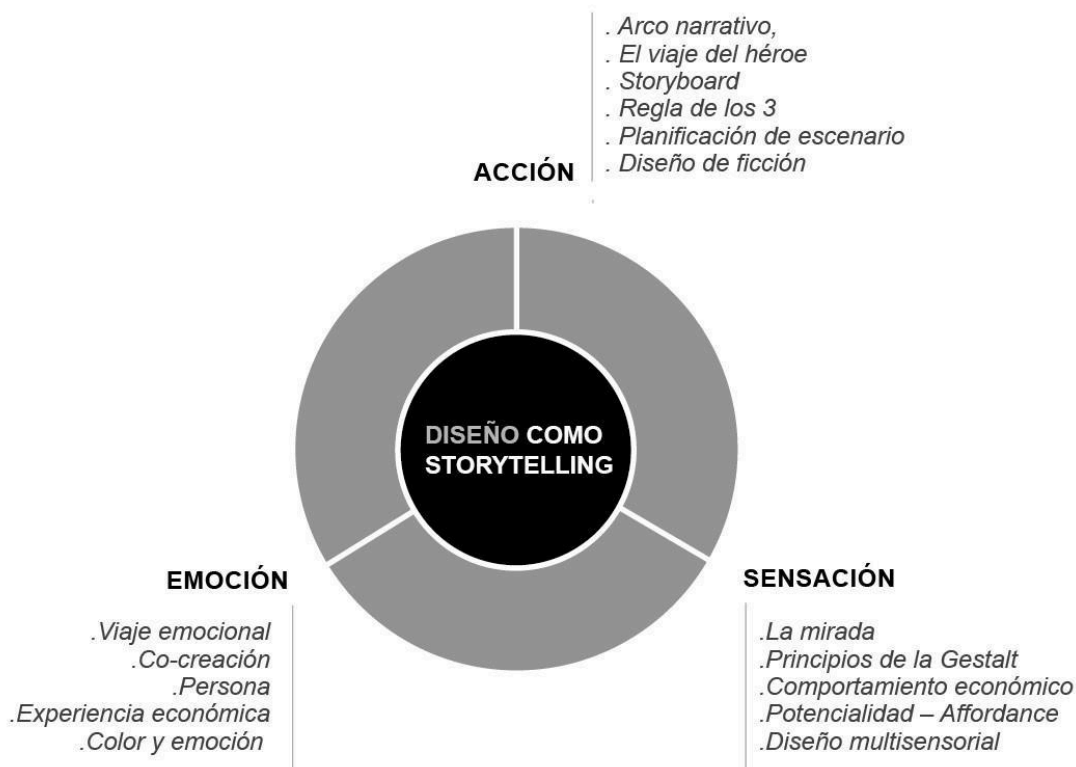 . Arco narrativo,
. El viaje del héroe
. Storyboard
. Regla de los 3
. Planificación de escenario
. Diseño de ficción
ACCIÓN
DISEÑO COMO
STORYTELLING
EMOCIÓN
.Viaje emocional
.Co-creación
.Persona
.Experiencia económica
.Color y emoción
SENSACIÓN
.La mirada
.Principios de la Gestalt
.Comportamiento económico
.Potencialidad – Affordance
.Diseño multisensorial